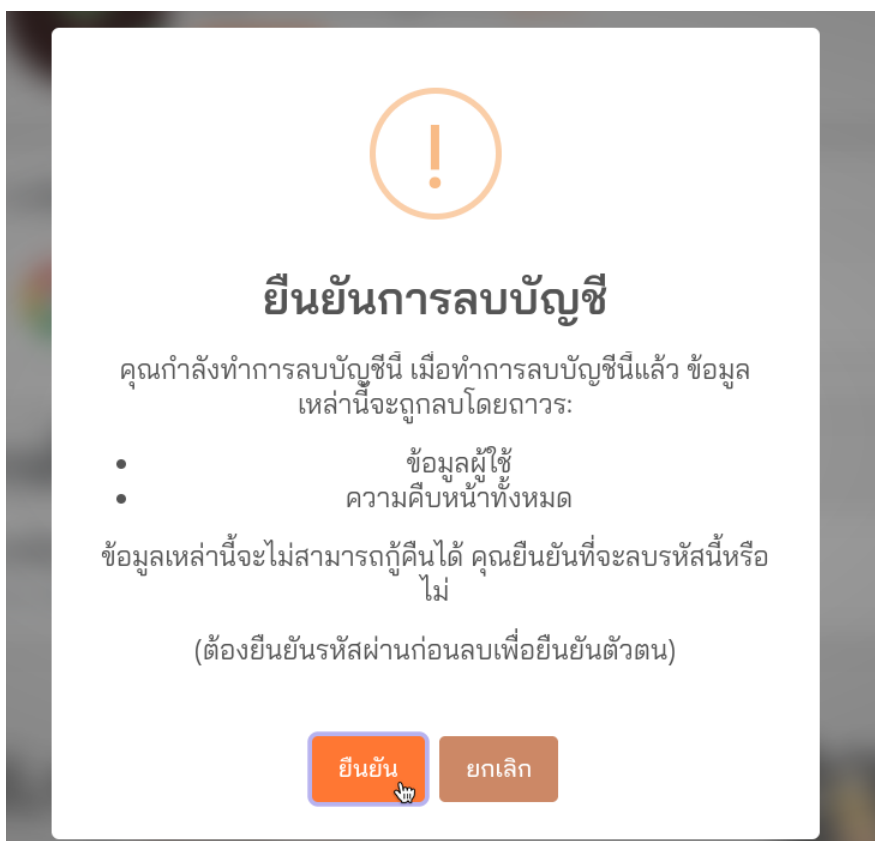 !
ยืนยันการลบบัญชี
คุณกำลังทำการลบบัญชีนี้ เมื่อทำการลบบัญชีนี้แล้ว ข้อมูล
เหล่านี้จะถูกลบโดยถาวร:
• ข้อมูลผู้ใช้
• ความคืบหน้าทั้งหมด
ข้อมูลเหล่านี้จะไม่สามารถกู้คืนได้ คุณยืนยันที่จะลบรหัสนี้หรือ
ไม่
(ต้องยืนยันรหัสผ่านก่อนลบเพื่อยืนยันตัวตน)
ยืนยัน ยกเลิก